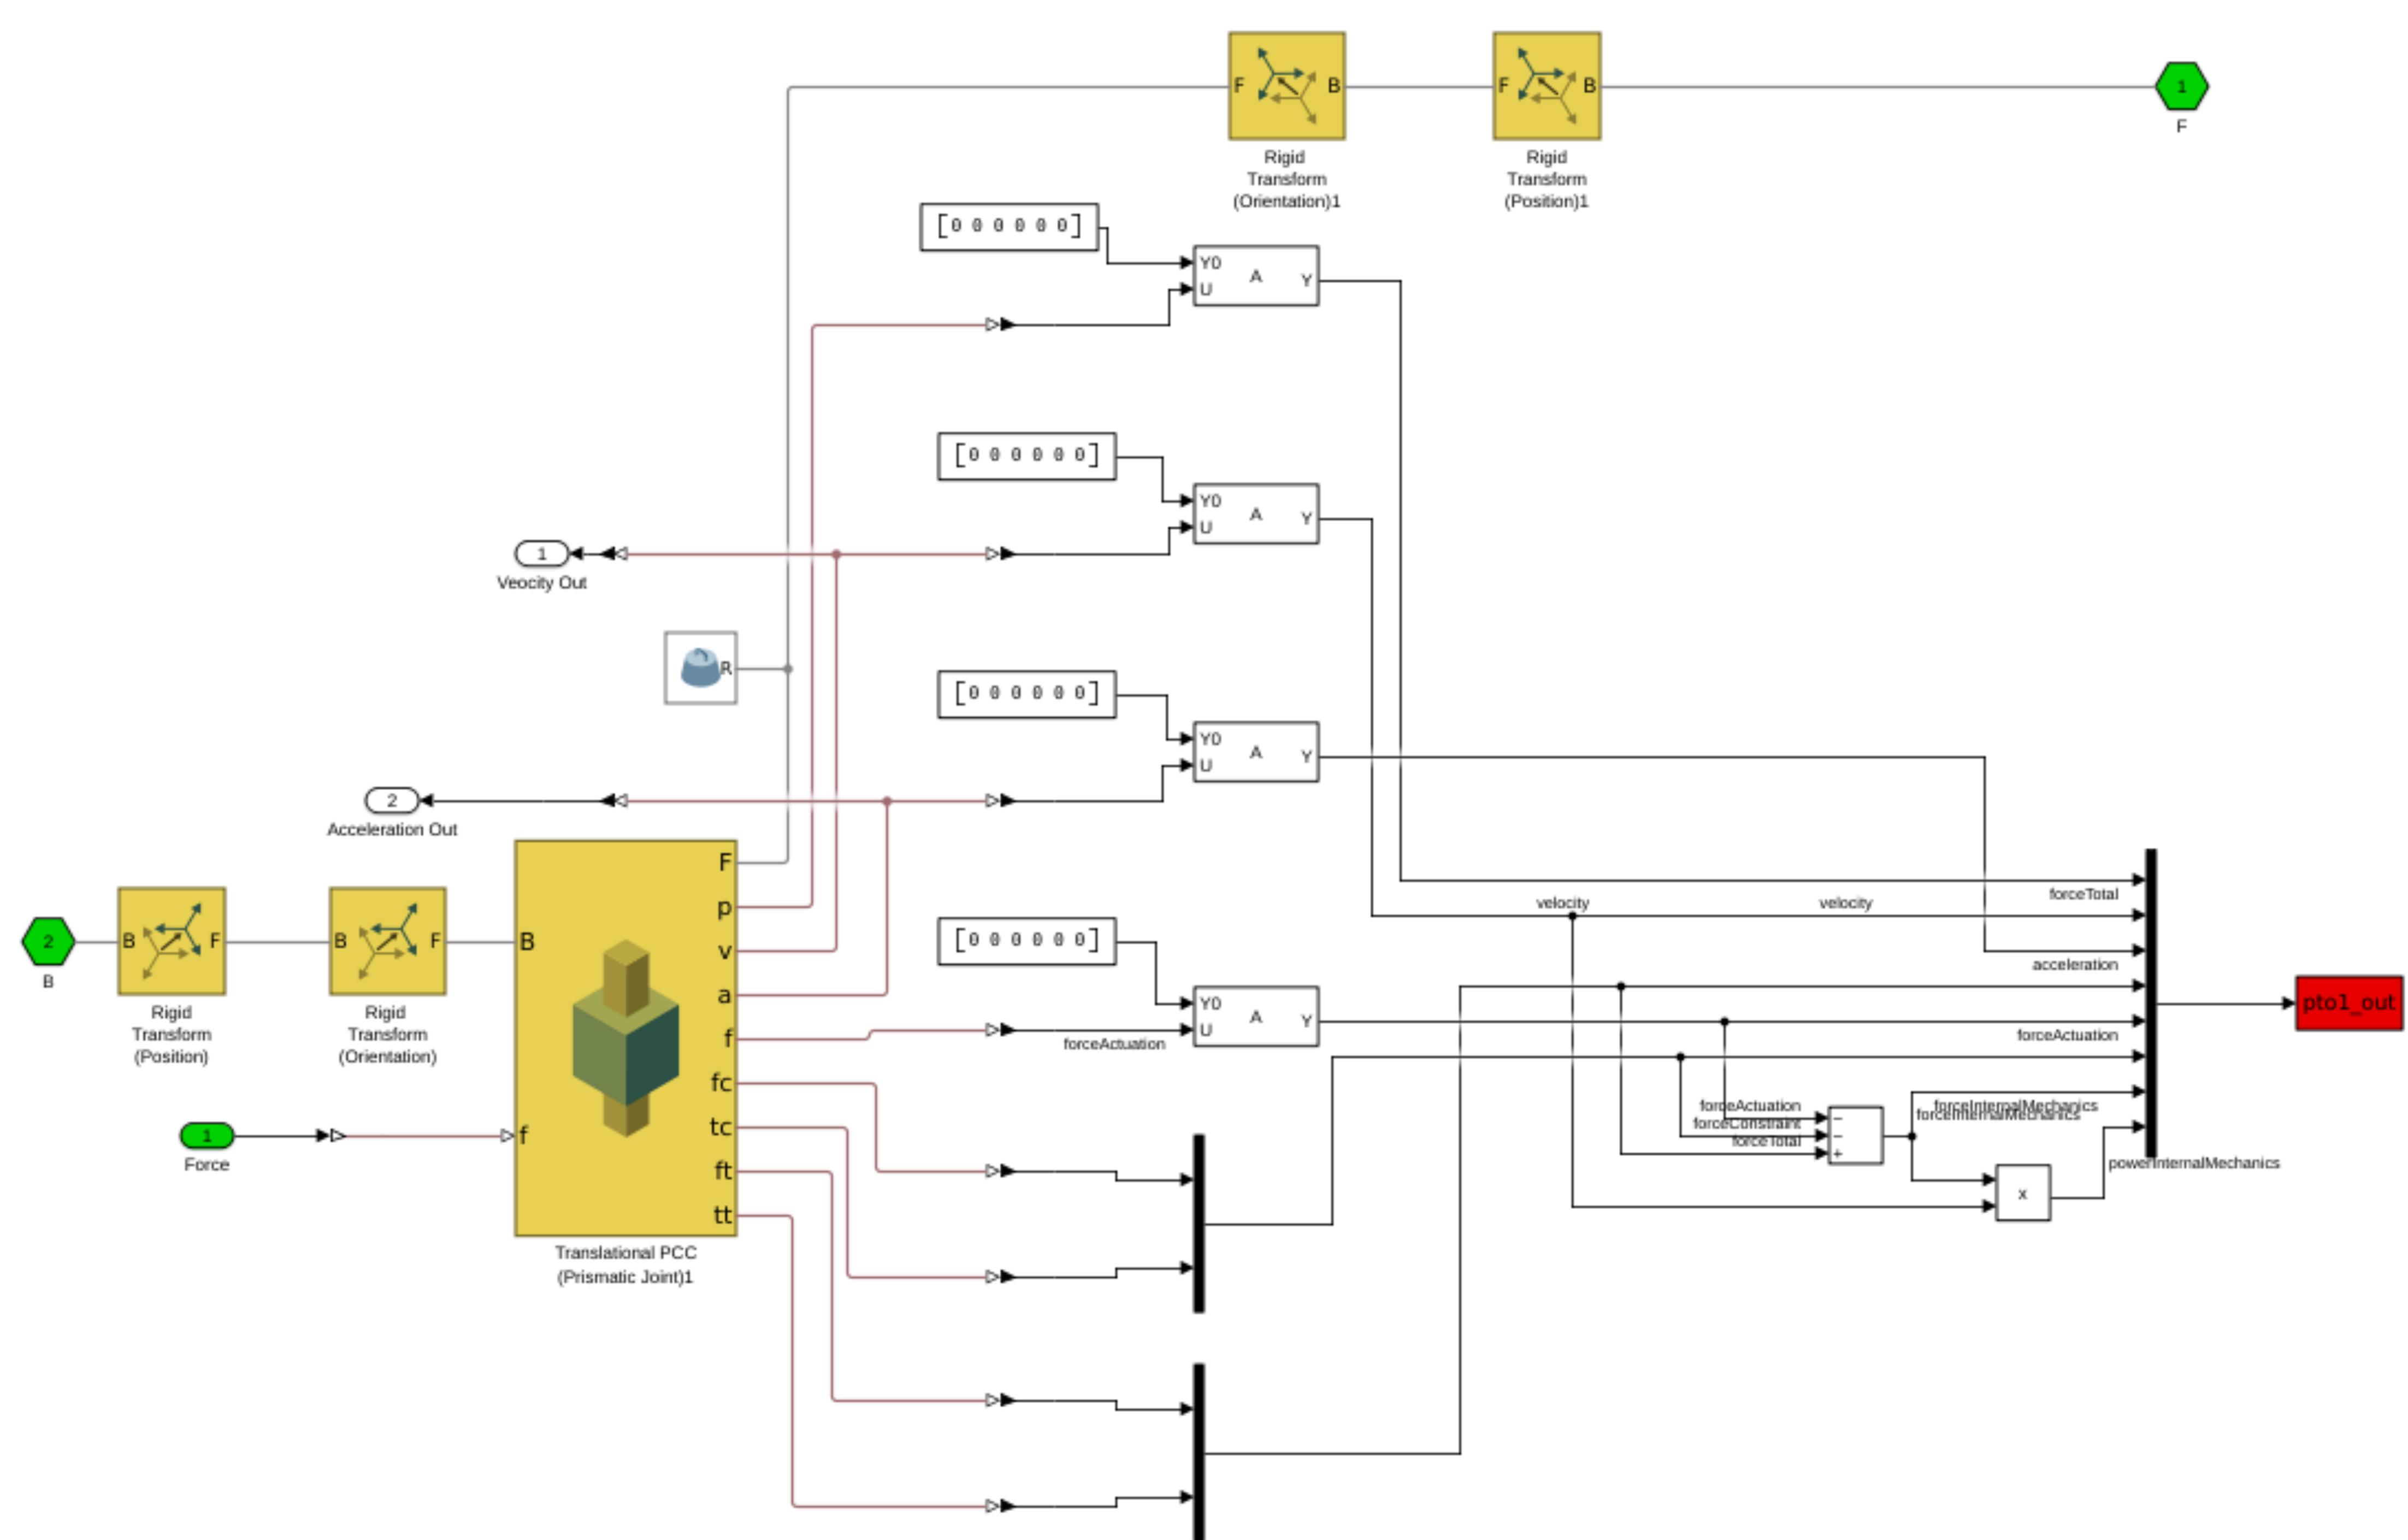 F
B
F
B
1
F
Rigid
Transform
(Orientation)1
Rigid
Transform
(Position)1
[0 0 0 0 0 0]
Y0
A
Y
U
[0 0 0 0 0 0]
Y0
A
Y
U
1
Veocity Out
R
[0 0 0 0 0 0]
Y0
A
Y
U
2
Acceleration Out
2
B
B
F
Rigid
Transform
(Position)
B
F
Rigid
Transform
(Orientation)
1
Force
B
f
F
p
v
a
f
fc
tc
ft
tt
Translational PCC
(Prismatic Joint)1
[0 0 0 0 0 0]
forceActuation
Y0
A
Y
U
velocity
velocity
forceTotal
acceleration
forceActuation
forceActuation
forceConstraint
forceTotal
−
−
+
forceInternalMechanics
forceInternalMechanics
x
powerInternalMechanics
pto1_out